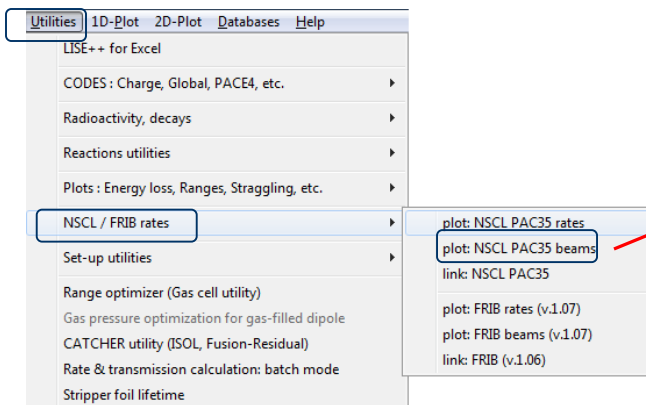 Utilities 1D-Plot 2D-Plot Databases Help
LISE++ for Excel
CODES : Charge, Global, PACE4, etc.
Radioactivity, decays
Reactions utilities
Plots : Energy loss, Ranges, Straggling, etc.
NSCL / FRIB rates
Set-up utilities
Range optimizer (Gas cell utility)
Gas pressure optimization for gas-filled dipole
CATCHER utility (ISOL, Fusion-Residual)
Rate & transmission calculation: batch mode
Stripper foil lifetime
plot: NSCL PAC35 rates
plot: NSCL PAC35 beams
link: NSCL PAC35
plot: FRIB rates (v.1.07)
plot: FRIB beams (v.1.07)
link: FRIB (v.1.06)